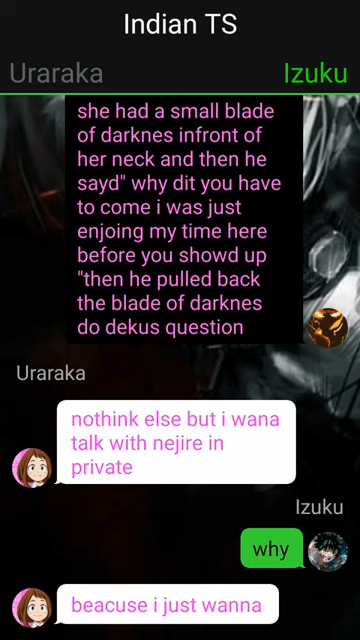 Indian TS
Uraraka
Izuku
she had a small blade
of darknes infront of
her neck and then he
sayd" why dit you have
to come i was just
enjoing my time here
before you showd up
"then he pulled back
the blade of darknes
do dekus question
Uraraka
nothink else but i wana
talk with nejire in
private
Izuku
why
beacuse i just wanna